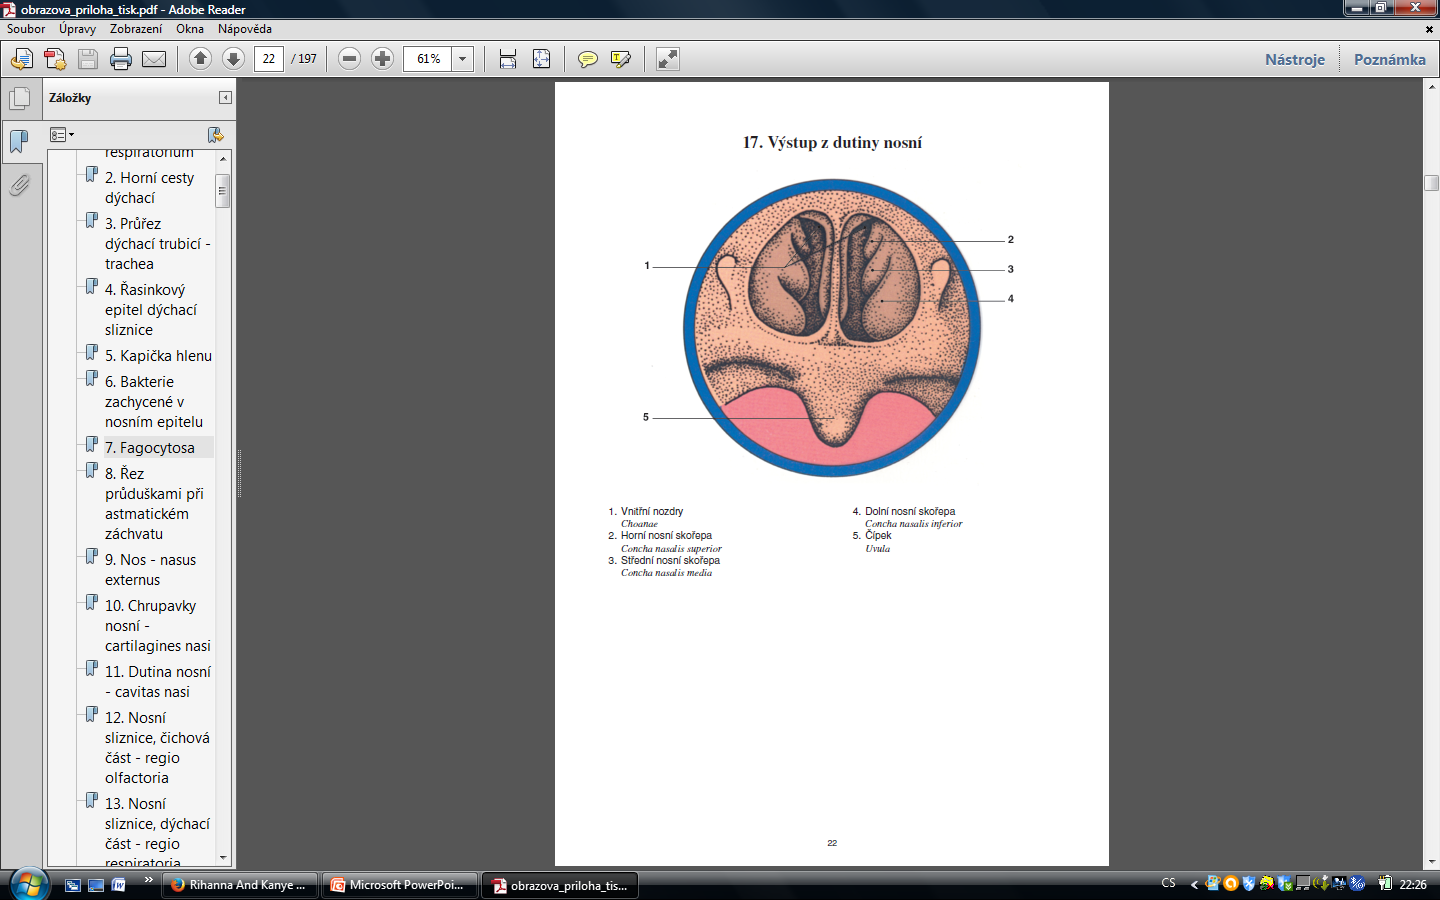 obrazova_priloha_tisk.pdf - Adobe Reader
Soubor Úpravy Zobrazení Okna Nápověda
22 / 197 61% Nástroje Poznámka
Záložky
respiratorium
2. Horní cesty
dýchací
3. Průřez
dýchací trubicí -
trachea
4. Řasinkový
epitel dýchací
sliznice
5. Kapička hlenu
6. Bakterie
zachycené v
nosním epitelu
7. Fagocytosa
8. Řez
průduškami při
astmatickém
záchvatu
9. Nos - nasus
externus
10. Chrupavky
nosní -
cartilagines nasi
11. Dutina nosní
- cavitas nasi
12. Nosní
sliznice, čichová
část - regio
olfactoria
13. Nosní
sliznice, dýchací
část - regio
respiratoria
17. Výstup z dutiny nosní
1
2
3
4
5
1. Vnitřní nozdry
Choanae
2. Horní nosní skořepa
Concha nasalis superior
3. Střední nosní skořepa
Concha nasalis media
4. Dolní nosní skořepa
Concha nasalis inferior
5. Čípek
Uvula
22
Rihanna And Kanye ... Microsoft PowerPoi... obrazova_priloha_tis... CS 22:26